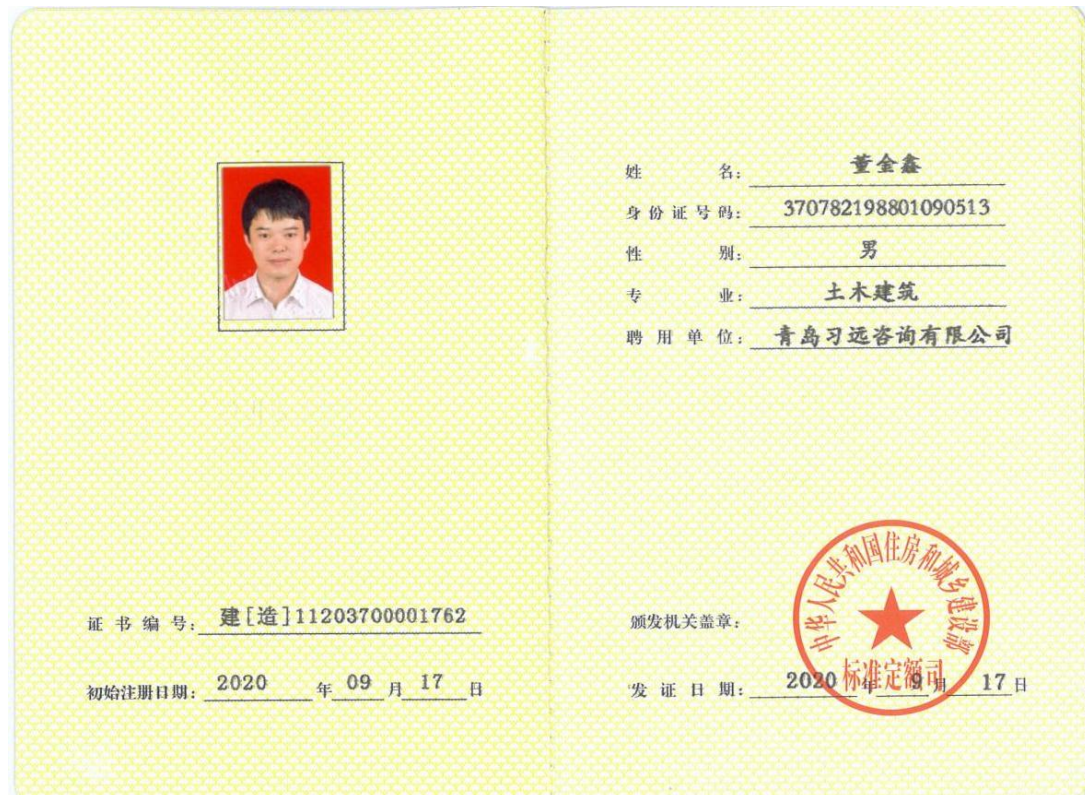 证书编号：建[造]11203700001762
初始注册日期：2020年09月17日
姓名：董金鑫
身份证号码：370782198801090513
性别：男
专业：土木建筑
聘用单位：青岛习远咨询有限公司
颁发机关盖章：
中华人民共和国住房和城乡建设部
标准定额司
发证日期：2020年9月17日